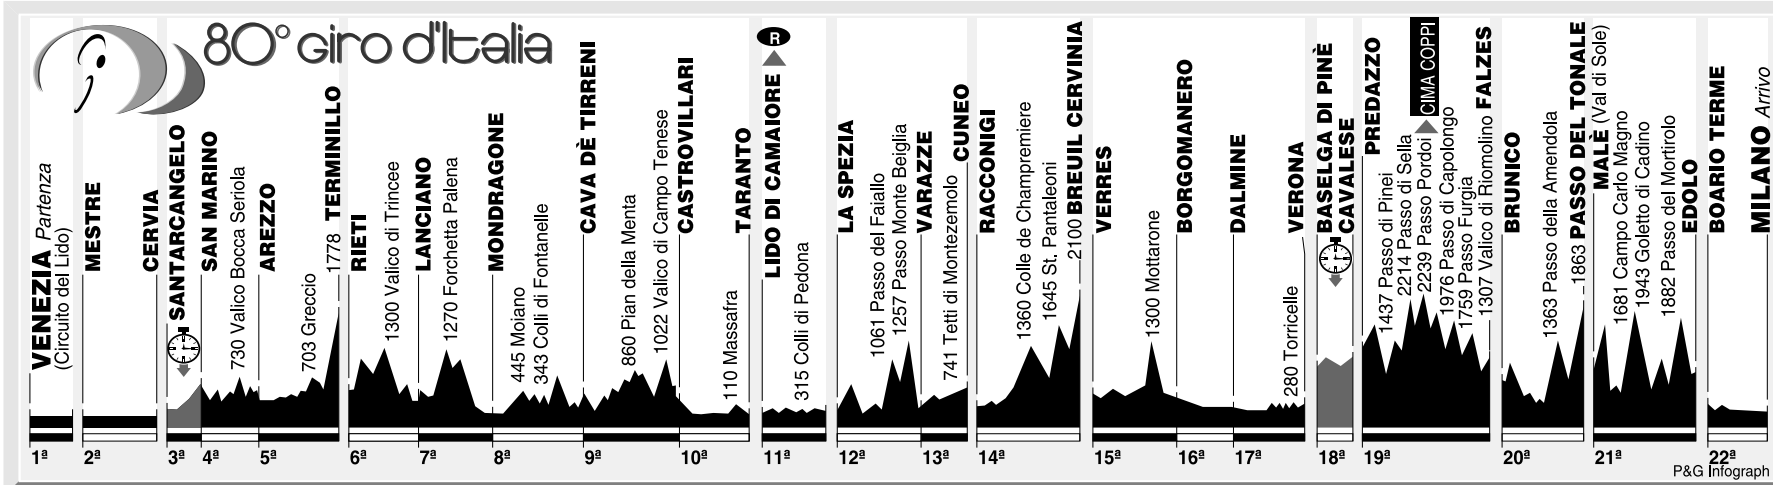 80° giro d'Italia
VENEZIA Partenza
(Circuito del Lido)
MESTRE
CERVIA
SANTARCANGELO
SAN MARINO
730 Valico Bocca Seriola
AREZZO
703 Greccio
1778 TERMINILLO
RIETI
1300 Valico di Trincee
LANCIANO
1270 Forchetta Palena
MONDRAGONE
445 Moiano
343 Colli di Fontanelle
CAVA DÈ TIRRENI
860 Pian della Menta
1022 Valico di Campo Tenese
CASTROVILLARI
110 Massafra
TARANTO
R
LIDO DI CAMAIORE
315 Colli di Pedona
LA SPEZIA
1061 Passo del Faiallo
1257 Passo Monte Beiglia
VARAZZE
741 Tetti di Montezemolo
CUNEO
RACCONIGI
1360 Colle de Champremiere
1645 St. Pantaleoni
2100 BREUIL CERVINIA
VERRES
1300 Mottarone
BORGOMANERO
DALMINE
280 Torricelle
VERONA
BASELGA DI PINÈ
CAVALESE
PREDAZZO
1437 Passo di Pinei
2214 Passo di Sella
2239 Passo Pordoi
CIMA COPPI
1976 Passo di Capolongo
1759 Passo Furgia
1307 Valico di Riomolino FALZES
BRUNICO
1363 Passo della Amendola
1863 PASSO DEL TONALE
MALÈ (Val di Sole)
1681 Campo Carlo Magno
1943 Goletto di Cadino
1882 Passo del Mortirolo
EDOLO
BOARIO TERME
MILANO Arrivo
1ª 2ª 3ª 4ª 5ª 6ª 7ª 8ª 9ª 10ª 11ª 12ª 13ª 14ª 15ª 16ª 17ª 18ª 19ª 20ª 21ª 22ª
P&G Infograph